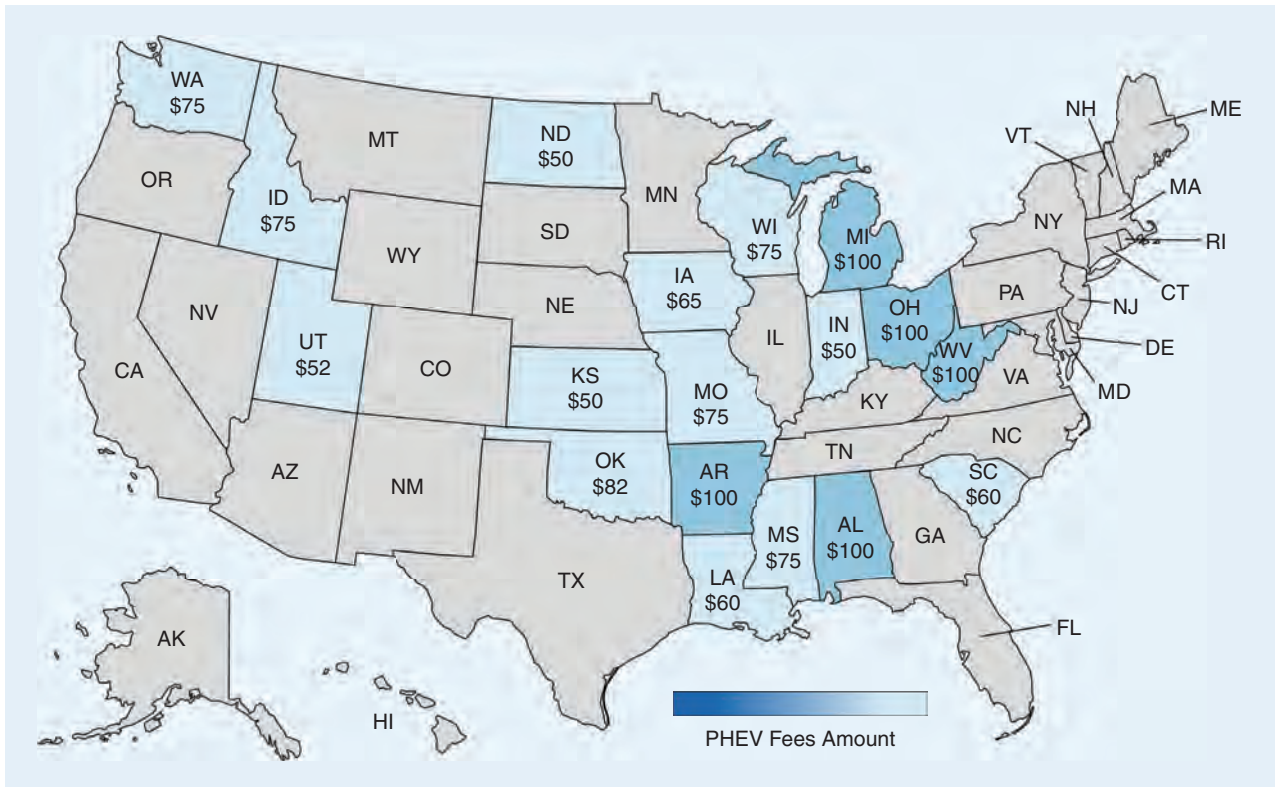 WA
$75
MT
ND
$50
MN
OR
ID
$75
WY
SD
WI
$75
MI
$100
NH
ME
VT
MA
NY
RI
CT
NV
UT
$52
NE
IA
$65
IL
IN
$50
OH
$100
PA
NJ
DE
MD
CA
CO
KS
$50
MO
$75
KY
WV
$100
VA
AZ
NM
OK
$82
AR
$100
TN
NC
SC
$60
TX
LA
$60
MS
$75
AL
$100
GA
FL
AK
HI
PHEV Fees Amount